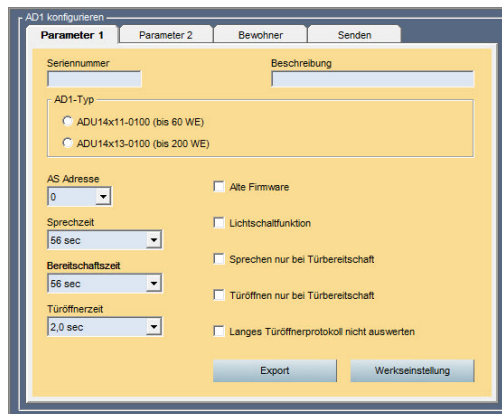 AD1 konfigurieren
Parameter 1 Parameter 2 Bewohner Senden
Seriennummer Beschreibung
AD1-Typ
ADU14x11-0100 (bis 60 WE)
ADU14x13-0100 (bis 200 WE)
AS Adresse
0
Alte Firmware
Sprechzeit
56 sec
Lichtschaltfunktion
Bereitschaftszeit
56 sec
Sprechen nur bei Türbereitschaft
Türöffnerzeit
2,0 sec
Türöffnen nur bei Türbereitschaft
Langes Türöffnerprotokoll nicht auswerten
Export Werkseinstellung